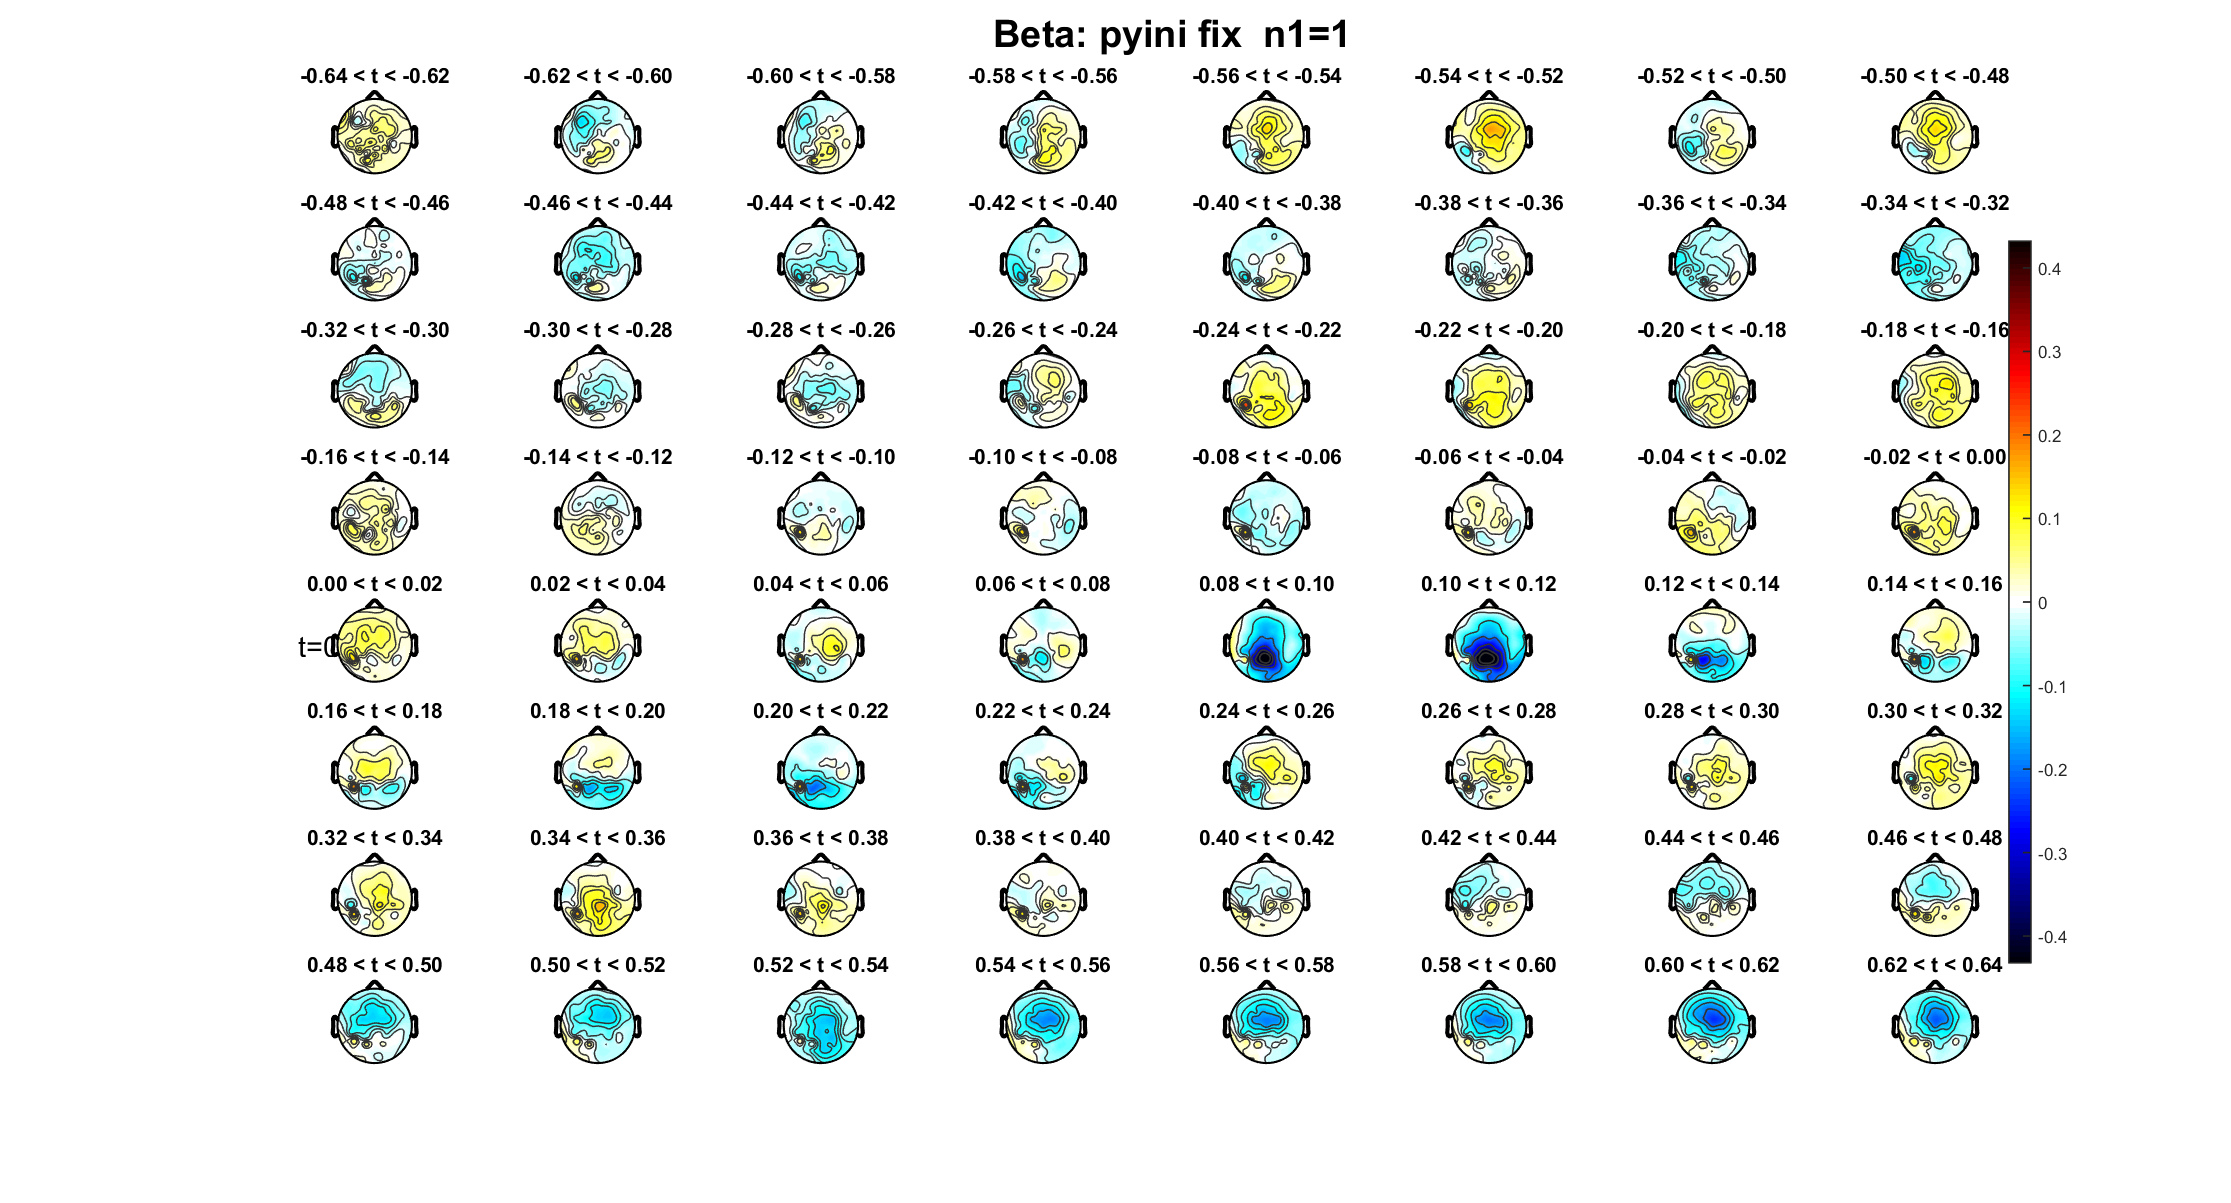 Beta: pyini fix  n1=1
-0.64 < t < -0.62
-0.62 < t < -0.60
-0.60 < t < -0.58
-0.58 < t < -0.56
-0.56 < t < -0.54
-0.54 < t < -0.52
-0.52 < t < -0.50
-0.50 < t < -0.48
-0.48 < t < -0.46
-0.46 < t < -0.44
-0.44 < t < -0.42
-0.42 < t < -0.40
-0.40 < t < -0.38
-0.38 < t < -0.36
-0.36 < t < -0.34
-0.34 < t < -0.32
-0.32 < t < -0.30
-0.30 < t < -0.28
-0.28 < t < -0.26
-0.26 < t < -0.24
-0.24 < t < -0.22
-0.22 < t < -0.20
-0.20 < t < -0.18
-0.18 < t < -0.16
-0.16 < t < -0.14
-0.14 < t < -0.12
-0.12 < t < -0.10
-0.10 < t < -0.08
-0.08 < t < -0.06
-0.06 < t < -0.04
-0.04 < t < -0.02
-0.02 < t < 0.00
0.00 < t < 0.02
0.02 < t < 0.04
0.04 < t < 0.06
0.06 < t < 0.08
0.08 < t < 0.10
0.10 < t < 0.12
0.12 < t < 0.14
0.14 < t < 0.16
t=0
0.16 < t < 0.18
0.18 < t < 0.20
0.20 < t < 0.22
0.22 < t < 0.24
0.24 < t < 0.26
0.26 < t < 0.28
0.28 < t < 0.30
0.30 < t < 0.32
0.32 < t < 0.34
0.34 < t < 0.36
0.36 < t < 0.38
0.38 < t < 0.40
0.40 < t < 0.42
0.42 < t < 0.44
0.44 < t < 0.46
0.46 < t < 0.48
0.48 < t < 0.50
0.50 < t < 0.52
0.52 < t < 0.54
0.54 < t < 0.56
0.56 < t < 0.58
0.58 < t < 0.60
0.60 < t < 0.62
0.62 < t < 0.64
0.4
0.3
0.2
0.1
0
-0.1
-0.2
-0.3
-0.4